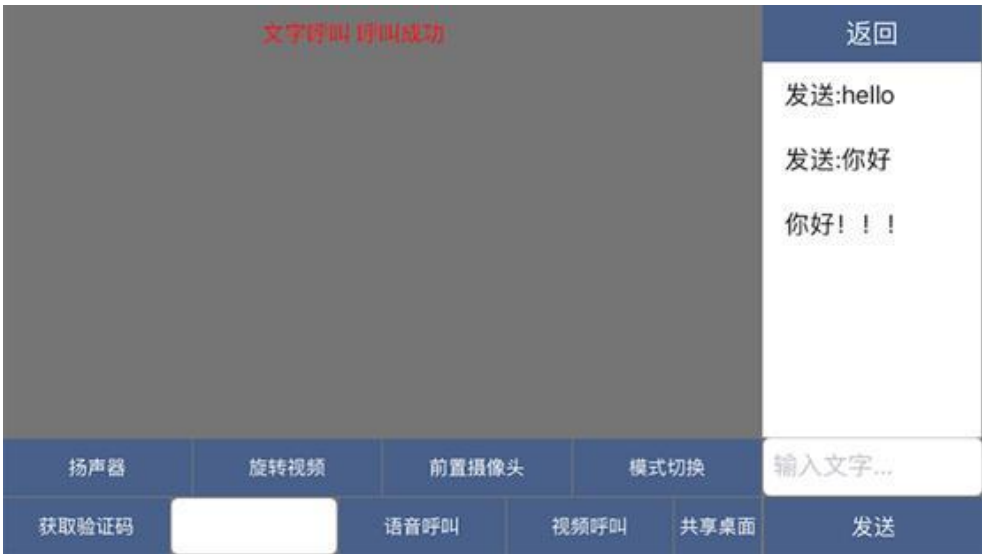 文字呼叫 呼叫成功
返回
发送:hello
发送:你好
你好！！！
扬声器 旋转视频 前置摄像头 模式切换 输入文字...
获取验证码 语音呼叫 视频呼叫 共享桌面 发送